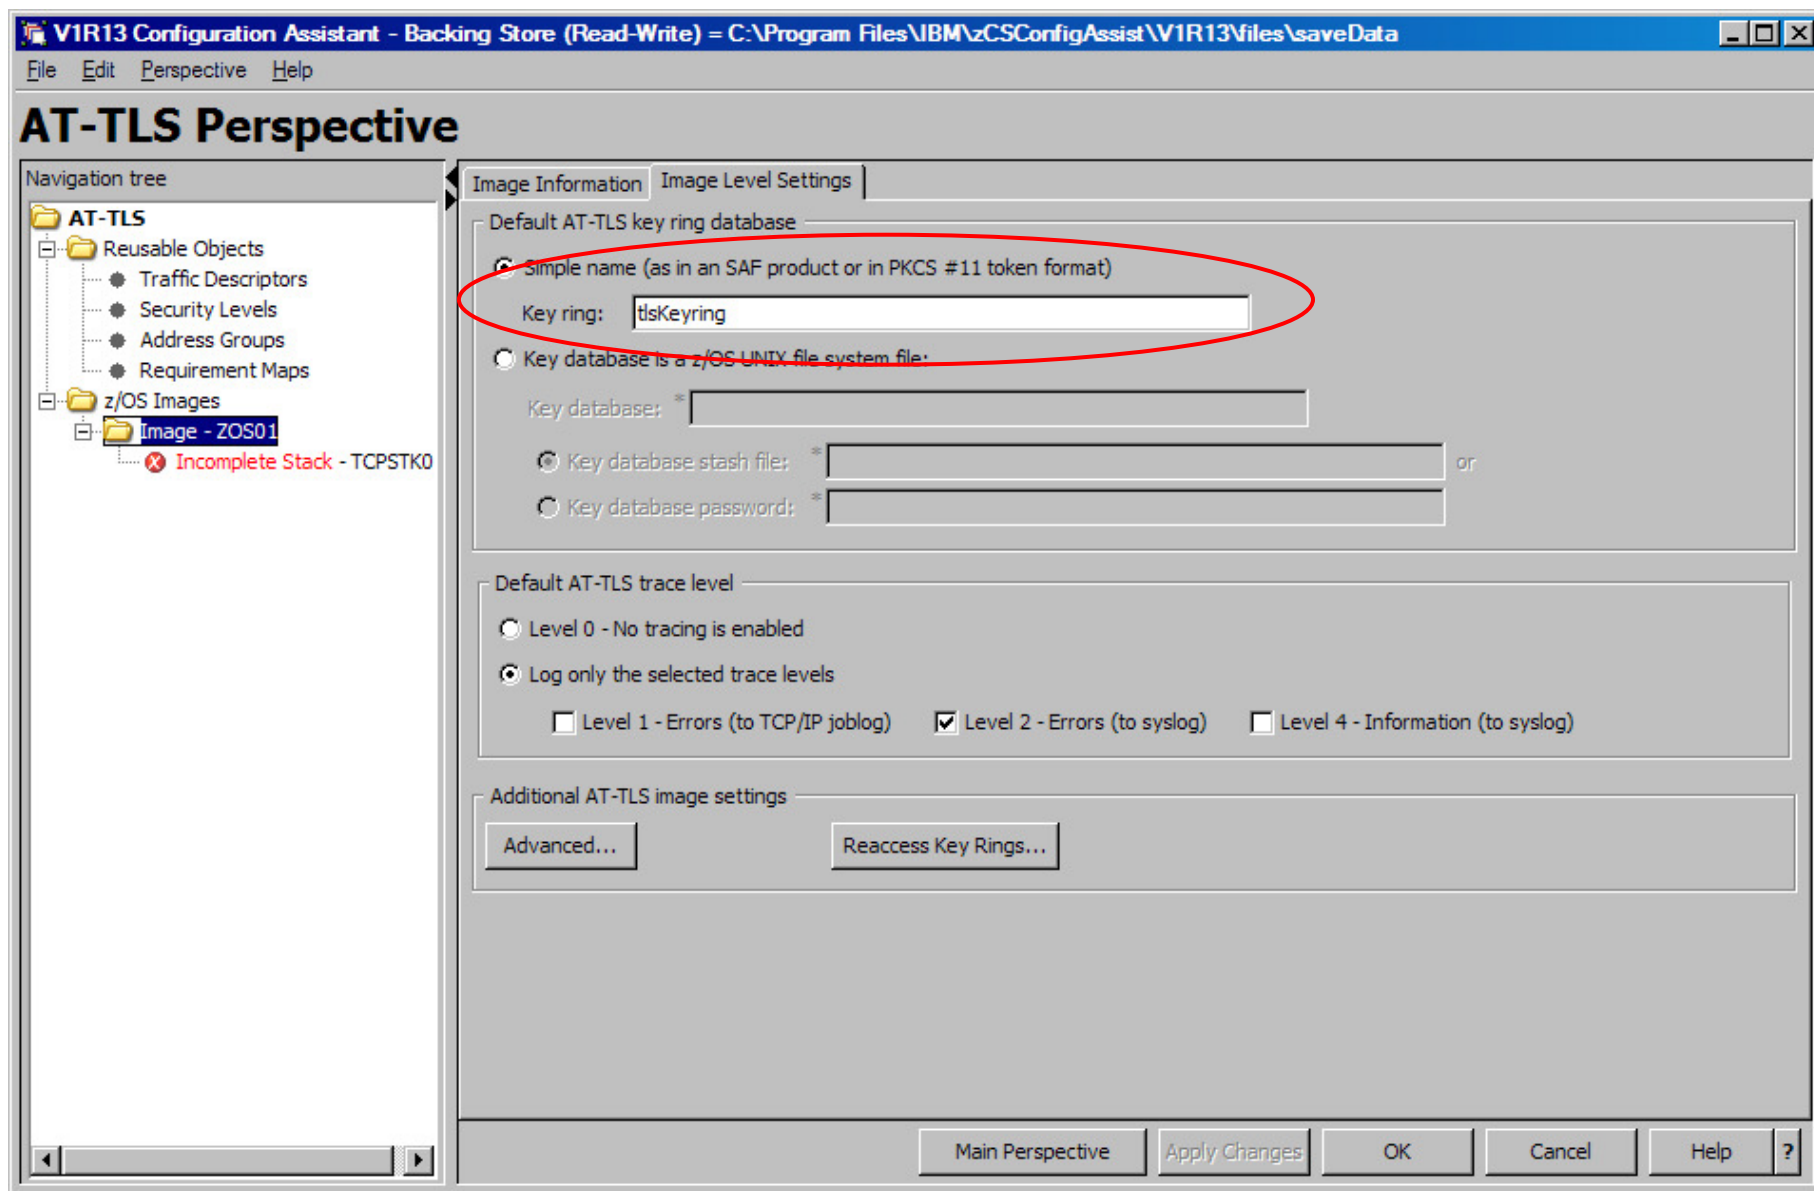 V1R13 Configuration Assistant - Backing Store (Read-Write) = C:\Program Files\IBM\zCSConfigAssist\V1R13\files\saveData
File Edit Perspective Help
AT-TLS Perspective
Navigation tree
AT-TLS
Reusable Objects
Traffic Descriptors
Security Levels
Address Groups
Requirement Maps
z/OS Images
Image - ZOS01
Incomplete Stack - TCPSTK0
Image Information Image Level Settings
Default AT-TLS key ring database
Simple name (as in an SAF product or in PKCS #11 token format)
Key ring: tlsKeyring
Key database is a z/OS UNIX file system file:
Key database: *
Key database stash file: * or
Key database password: *
Default AT-TLS trace level
Level 0 - No tracing is enabled
Log only the selected trace levels
Level 1 - Errors (to TCP/IP joblog) Level 2 - Errors (to syslog) Level 4 - Information (to syslog)
Additional AT-TLS image settings
Advanced... Reaccess Key Rings...
Main Perspective Apply Changes OK Cancel Help ?